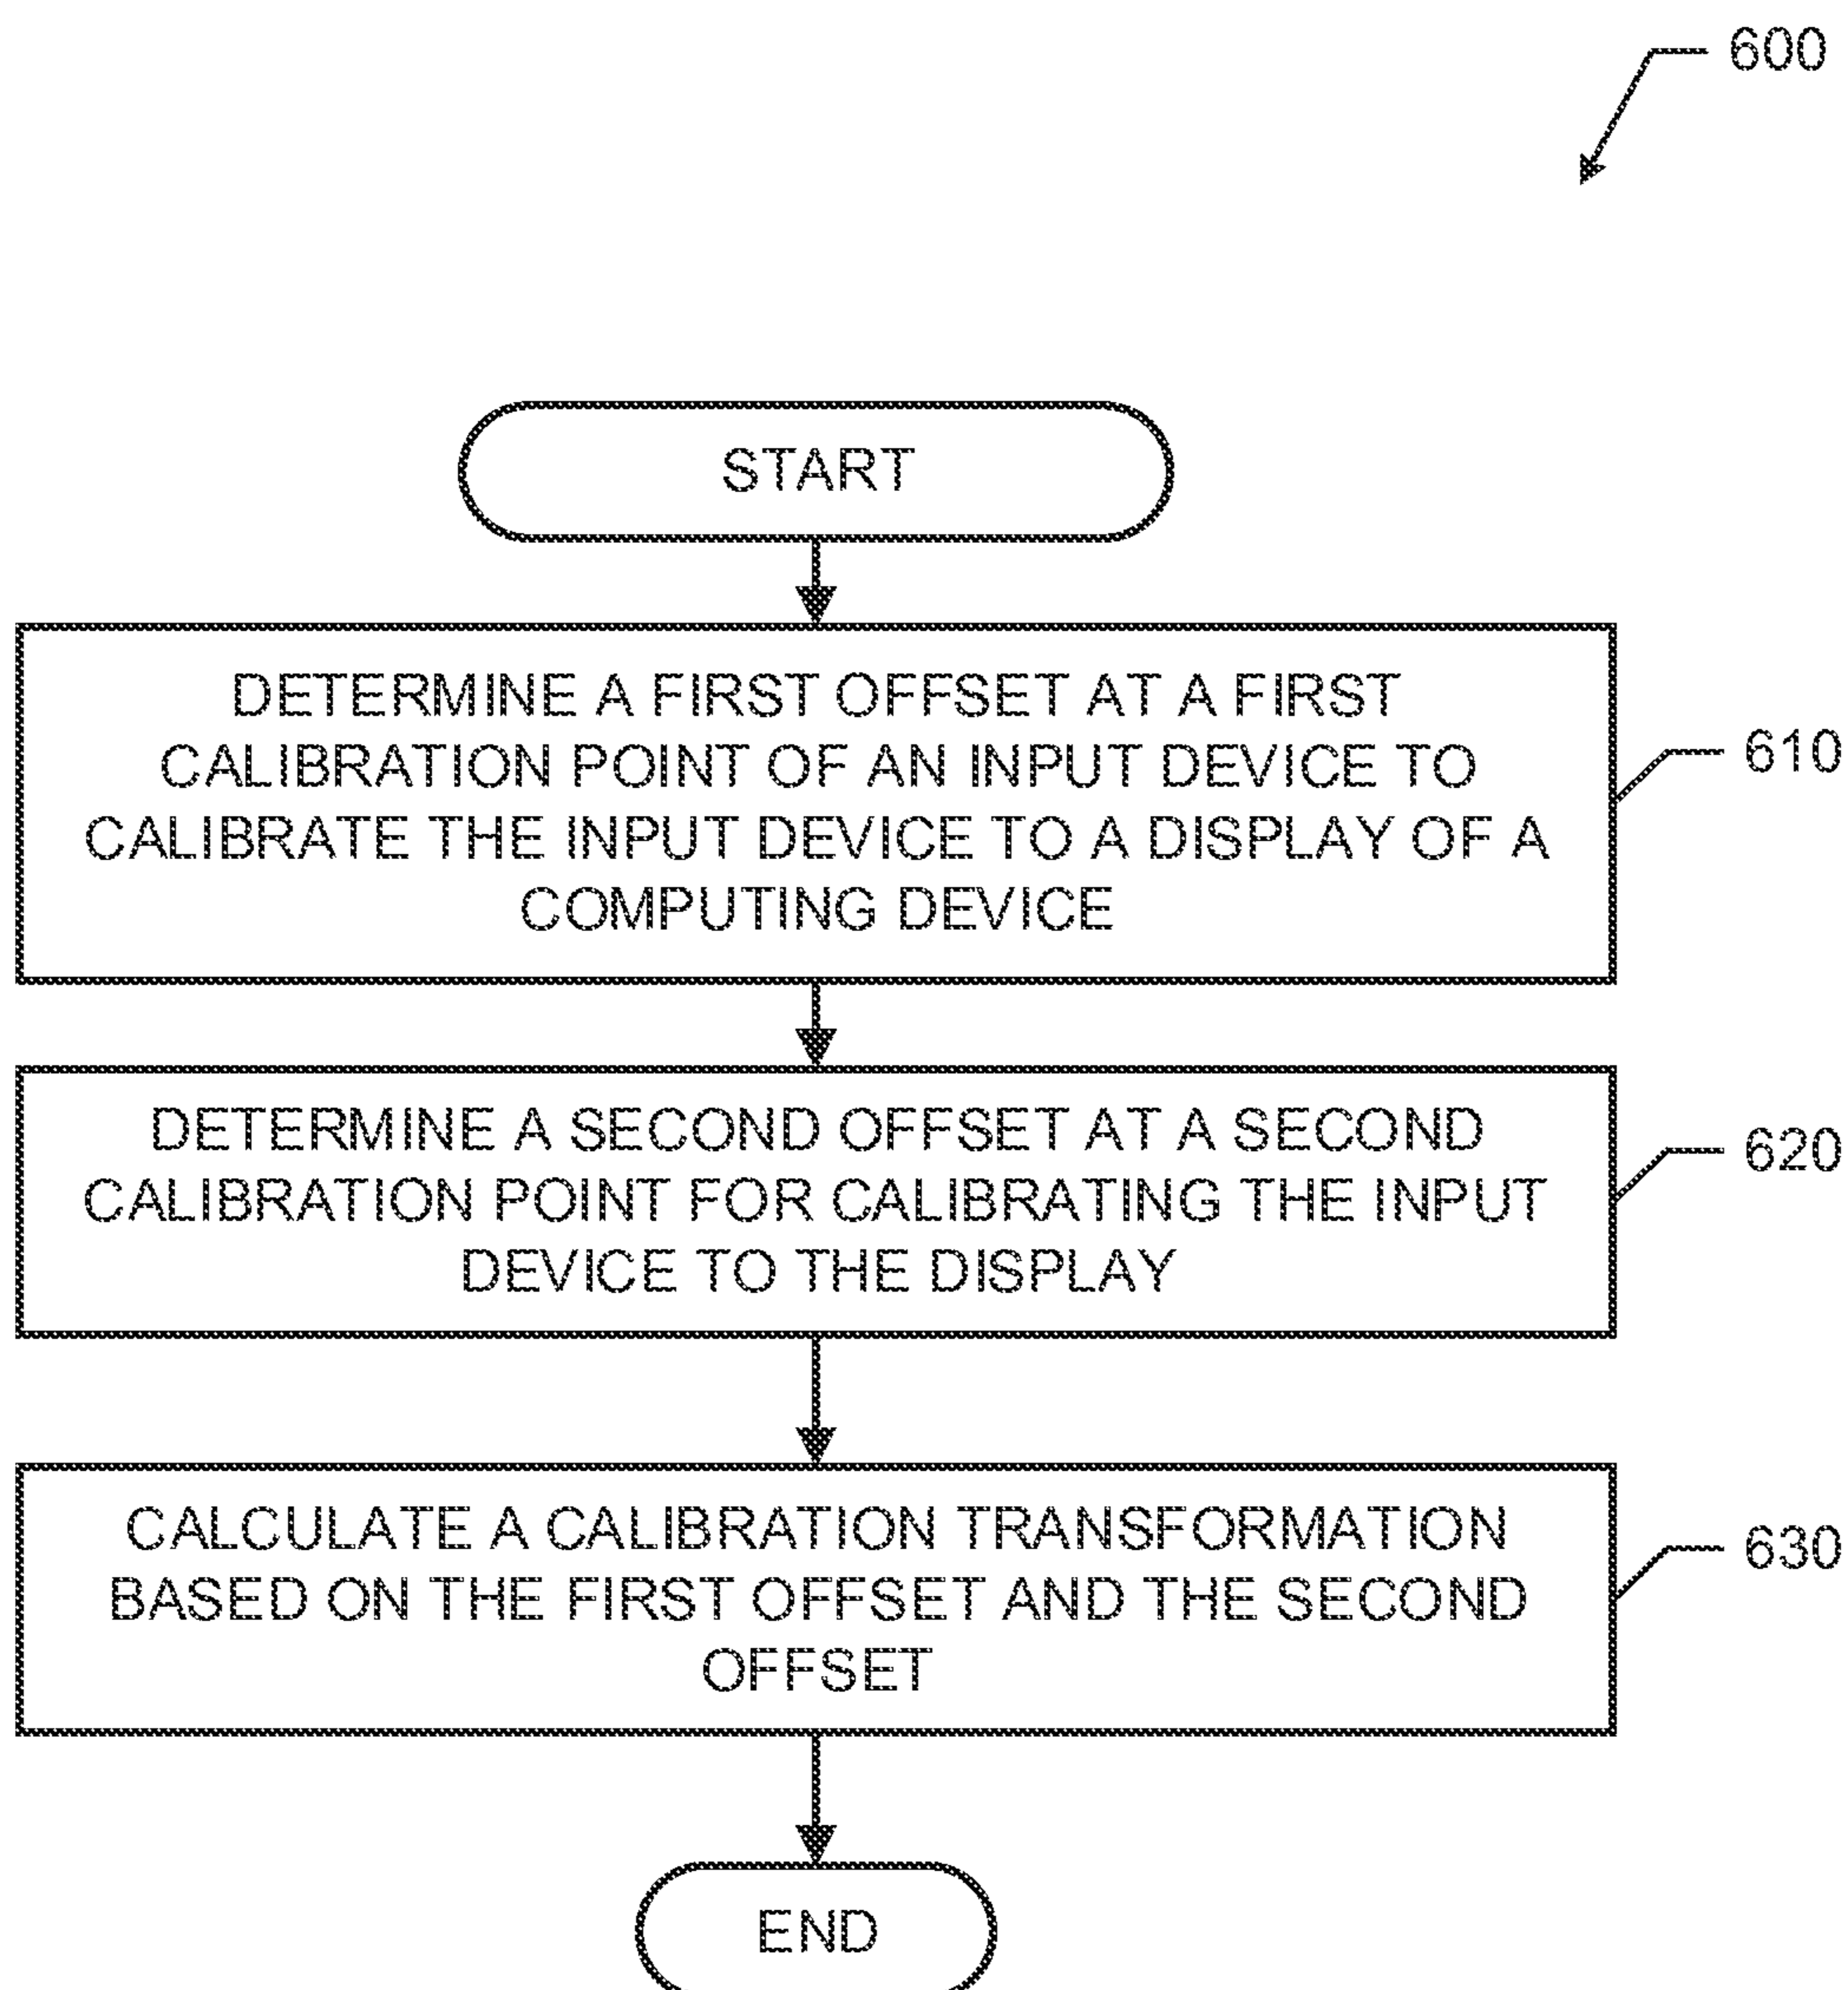 600
START
DETERMINE A FIRST OFFSET AT A FIRST
CALIBRATION POINT OF AN INPUT DEVICE TO
CALIBRATE THE INPUT DEVICE TO A DISPLAY OF A
COMPUTING DEVICE
610
DETERMINE A SECOND OFFSET AT A SECOND
CALIBRATION POINT FOR CALIBRATING THE INPUT
DEVICE TO THE DISPLAY
620
CALCULATE A CALIBRATION TRANSFORMATION
BASED ON THE FIRST OFFSET AND THE SECOND
OFFSET
630
END